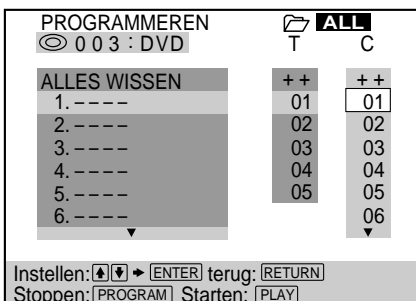 PROGRAMMEREN ALL
003:DVD T C
ALLES WISSEN ++ ++
1. –––– 01 01
2. –––– 02 02
3. –––– 03 03
4. –––– 04 04
5. –––– 05 05
6. –––– 06
Instellen: ENTER terug: RETURN
Stoppen: PROGRAM Starten: PLAY